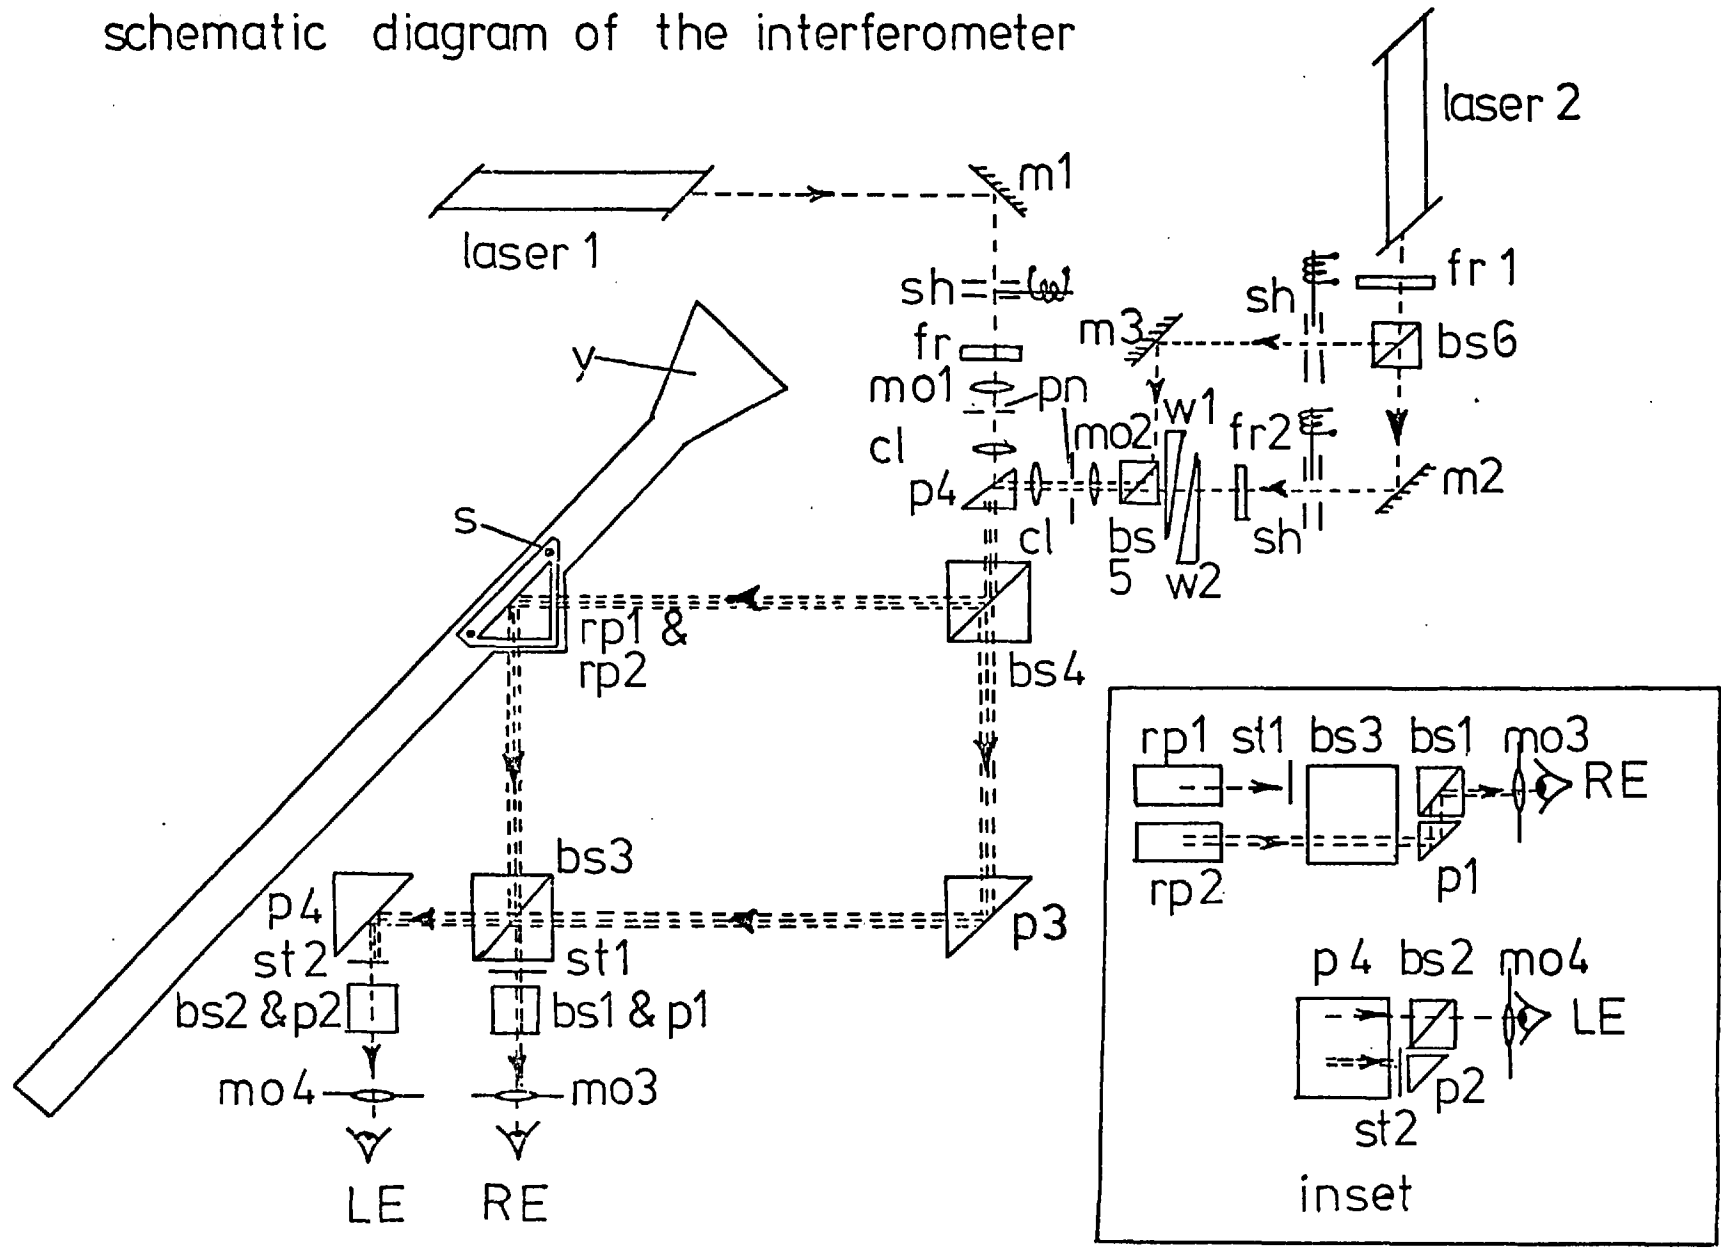 schematic diagram of the interferometer
laser 2
m1
laser 1
sh
fr 1
sh
m3
bs6
y
fr
mo1
pn
w1
cl
mo2
fr2
p4
m2
s
cl
bs
5
sh
w2
rp1 &
rp2
bs4
rp1
st1
bs3
bs1
mo3
RE
rp2
p1
bs3
p4
p3
st2
st1
bs2 & p2
bs1 & p1
mo4
mo3
LE
RE
p4
bs2
mo4
LE
p2
st2
inset